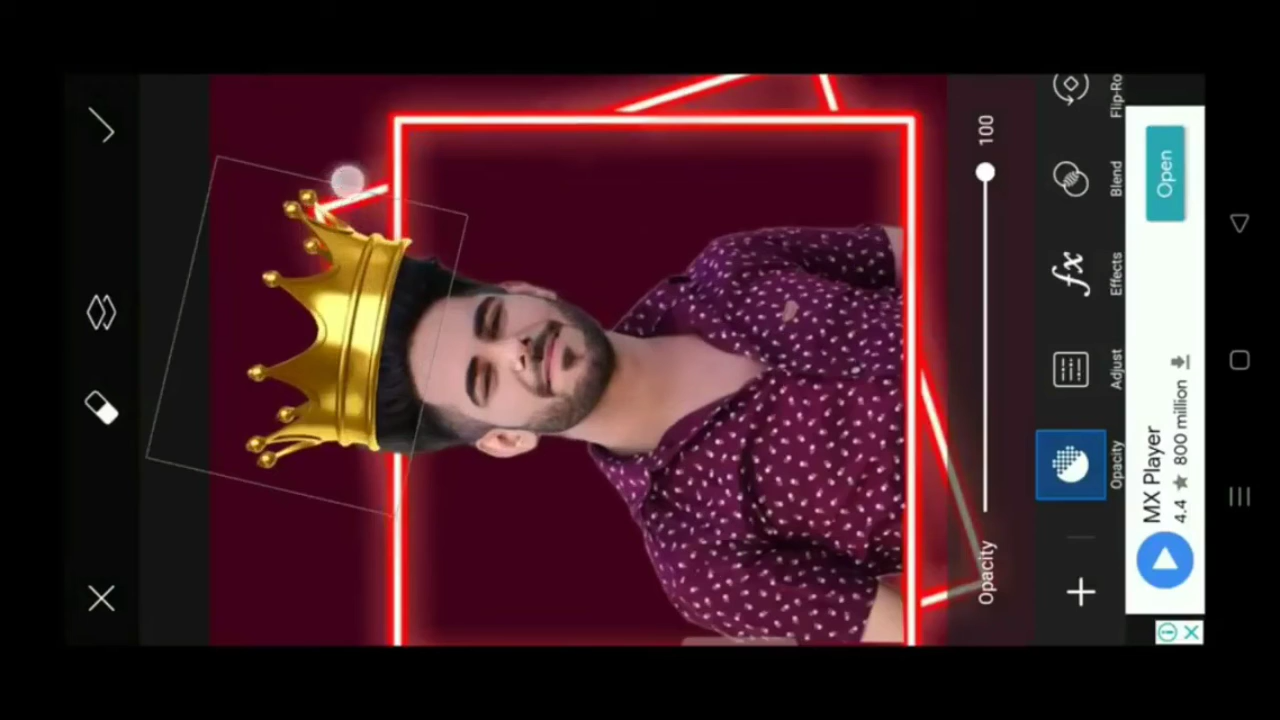 100
Opacity
Opacity
Adjust
Effects
Blend
Flip-Ro
MX Player
4.4 ★ 800 million
Open